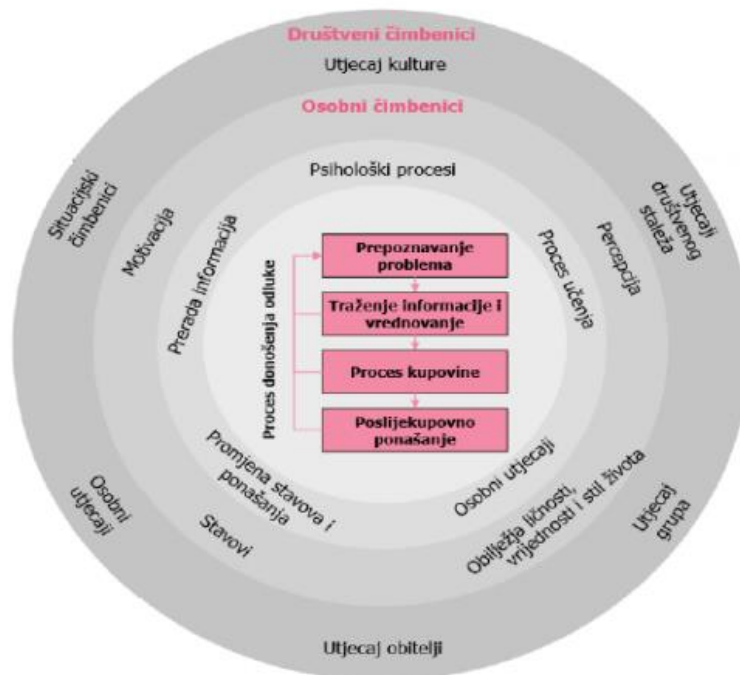 Društveni čimbenici
Utjecaj kulture
Osobni čimbenici
Psihološki procesi
Situacijski
čimbenici
Motivacija
Prerada informacija
Proces učenja
Percepcija
Utjecaji
društvenog
staleža
Proces donošenja odluke
Prepoznavanje
problema
Traženje informacije i
vrednovanje
Proces kupovine
Poslijekupovno
ponašanje
Osobni
utjecaji
Stavovi
Promjena stavova i
ponašanja
Osobni utjecaji
Obilježja ličnosti,
vrijednosti i stil života
Utjecaj
grupa
Utjecaj obitelji